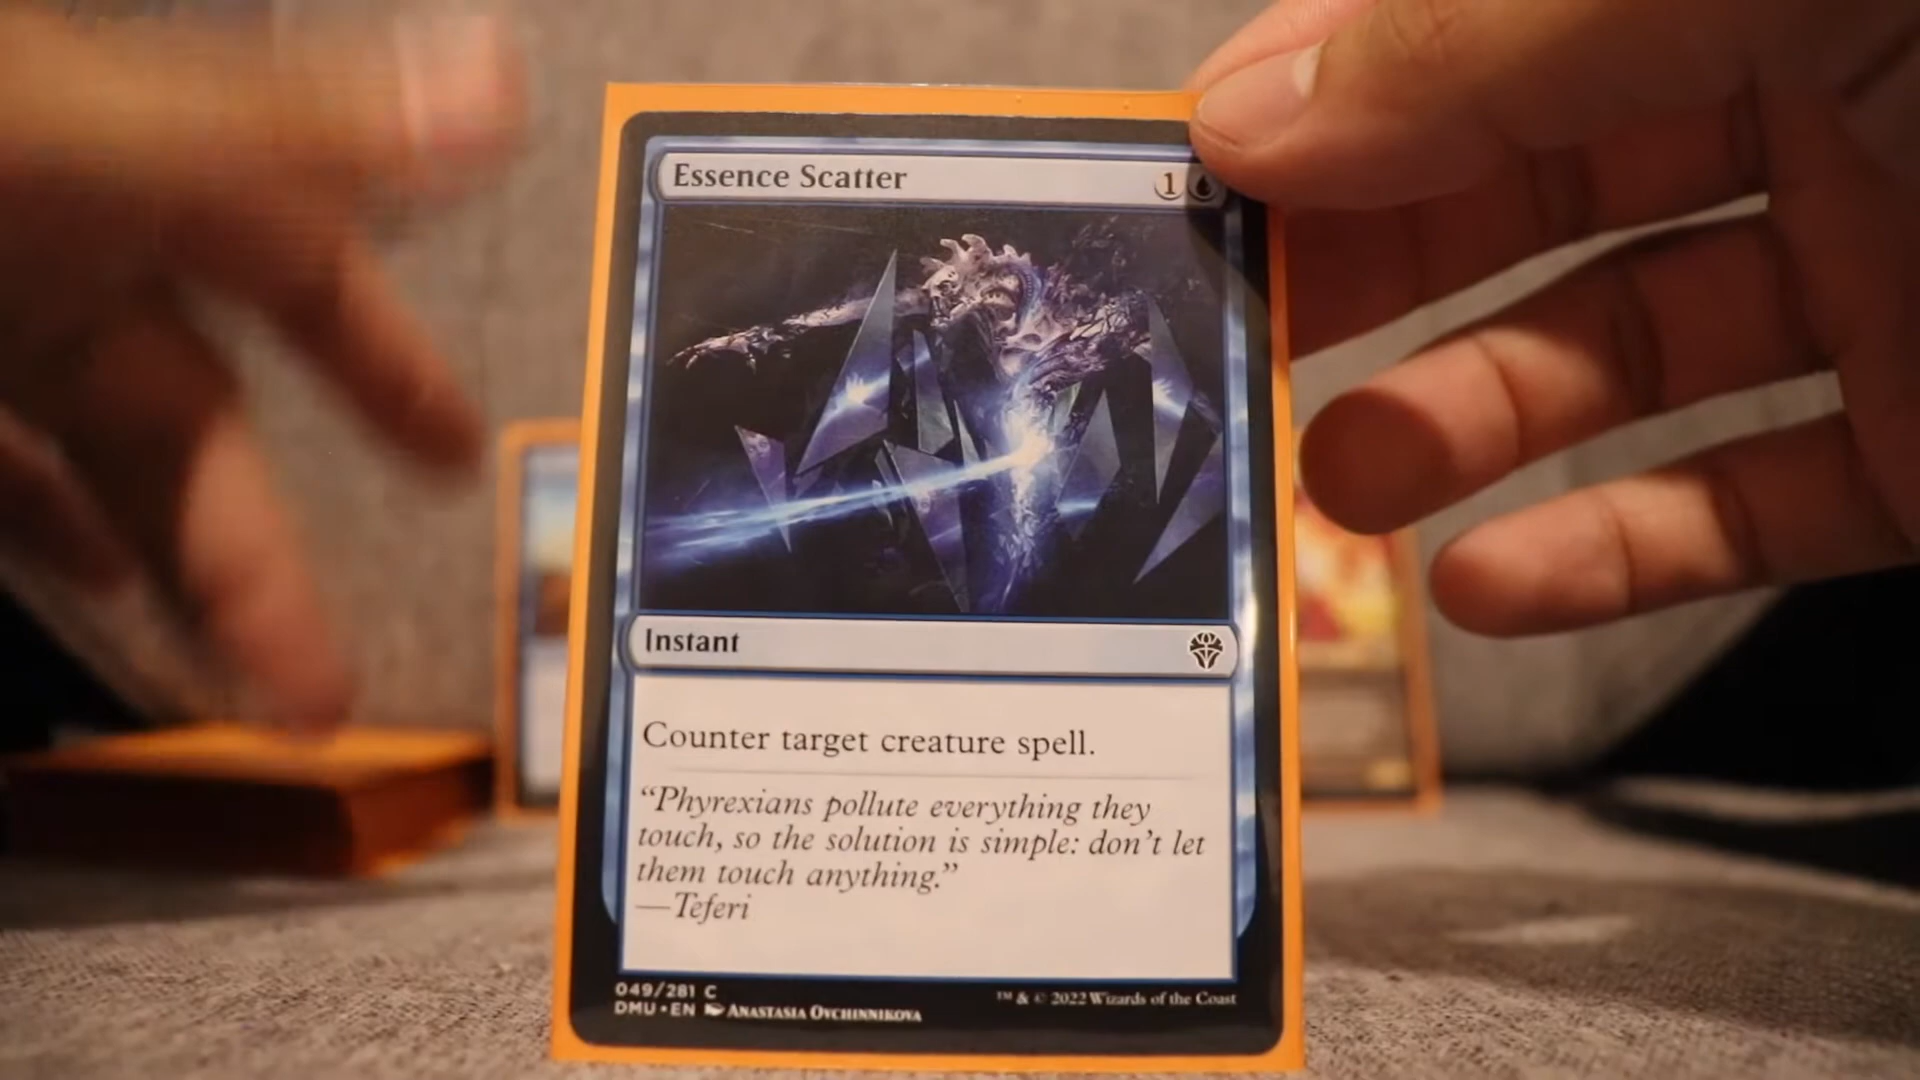 Essence Scatter 1
Instant
Counter target creature spell.
“Phyrexians pollute everything they
touch, so the solution is simple: don’t let
them touch anything.”
—Teferi
049/281 C
DMU • EN ANASTASIA OVCHINNIKOVA
™ & © 2022 Wizards of the Coast